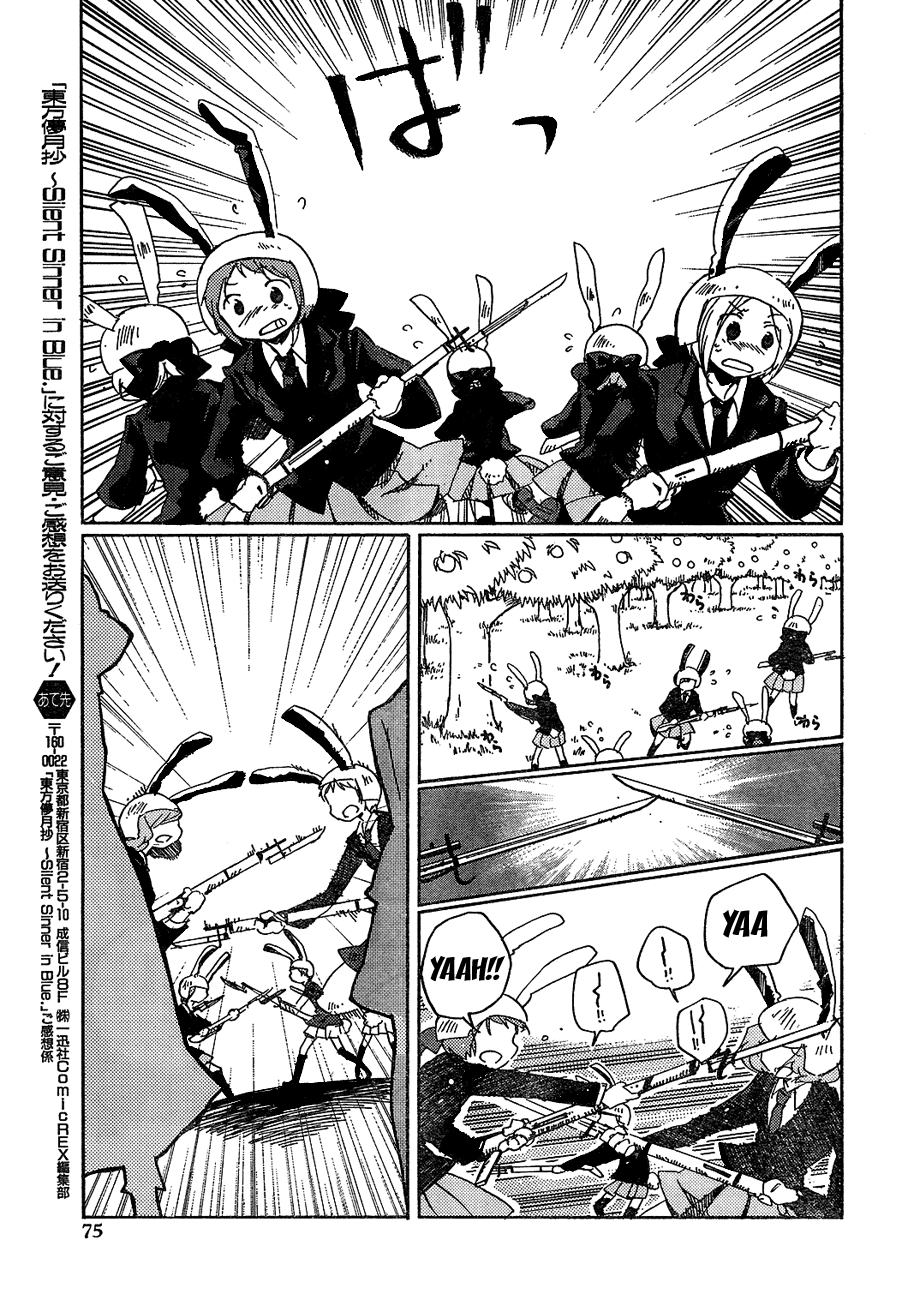 ばっ
わら
わら
わら
わら
YAA
YAAH!!
『東方儚月抄 ～Silent Sinner in Blue.』に対するご意見・ご感想をお送りください!
あて先
〒160-0022 東京都新宿区新宿2-5-10 成信ビル8F ㈱一迅社ComicREX編集部
『東方儚月抄 ～Silent Sinner in Blue.』ご感想係
75